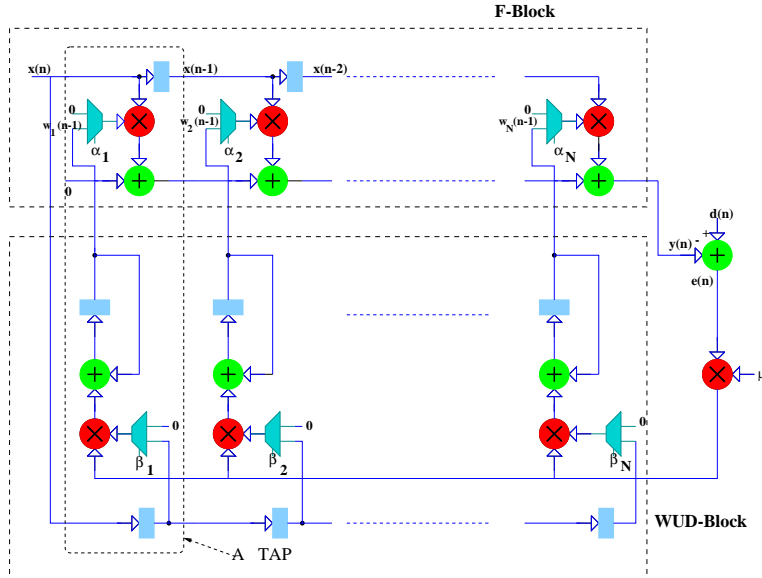 F-Block
x(n) x(n-1) x(n-2)
0 0 0
w1(n-1) w2(n-1) wN(n-1)
α1 α2 αN
0
d(n)
+
y(n) -
e(n)
μ
0 0 0
β1 β2 βN
WUD-Block
A TAP